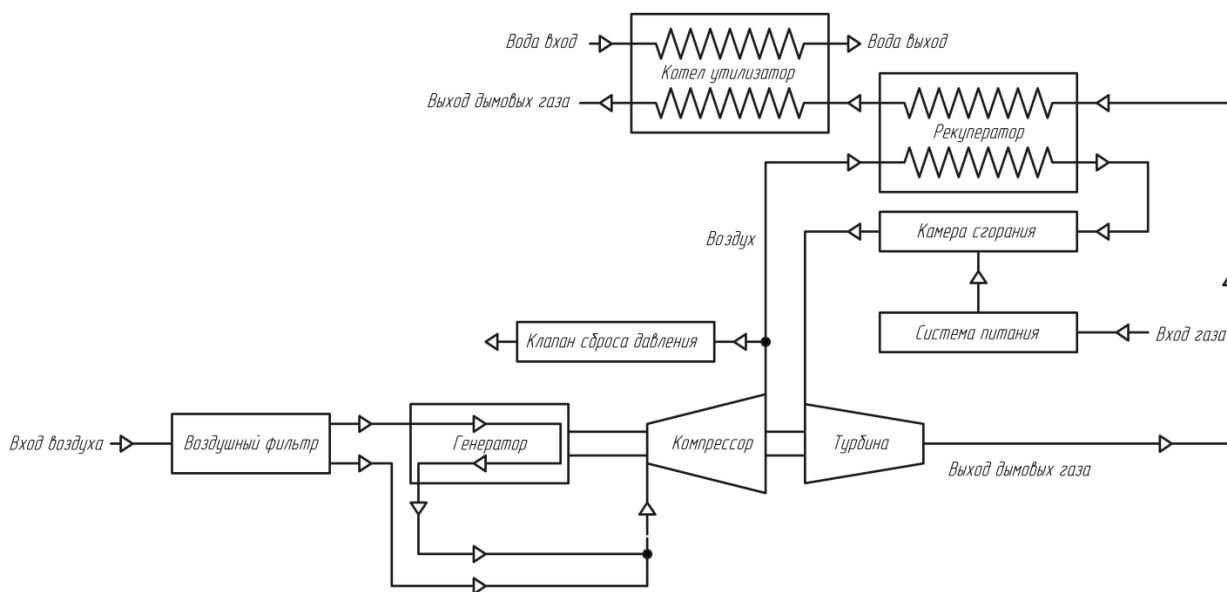 Вода вход
Вода выход
Котел утилизатор
Выход дымовых газа
Рекуператор
Воздух
Камера сгорания
Клапан сброса давления
Система питания
Вход газа
Вход воздуха
Воздушный фильтр
Генератор
Компрессор
Турбина
Выход дымовых газа